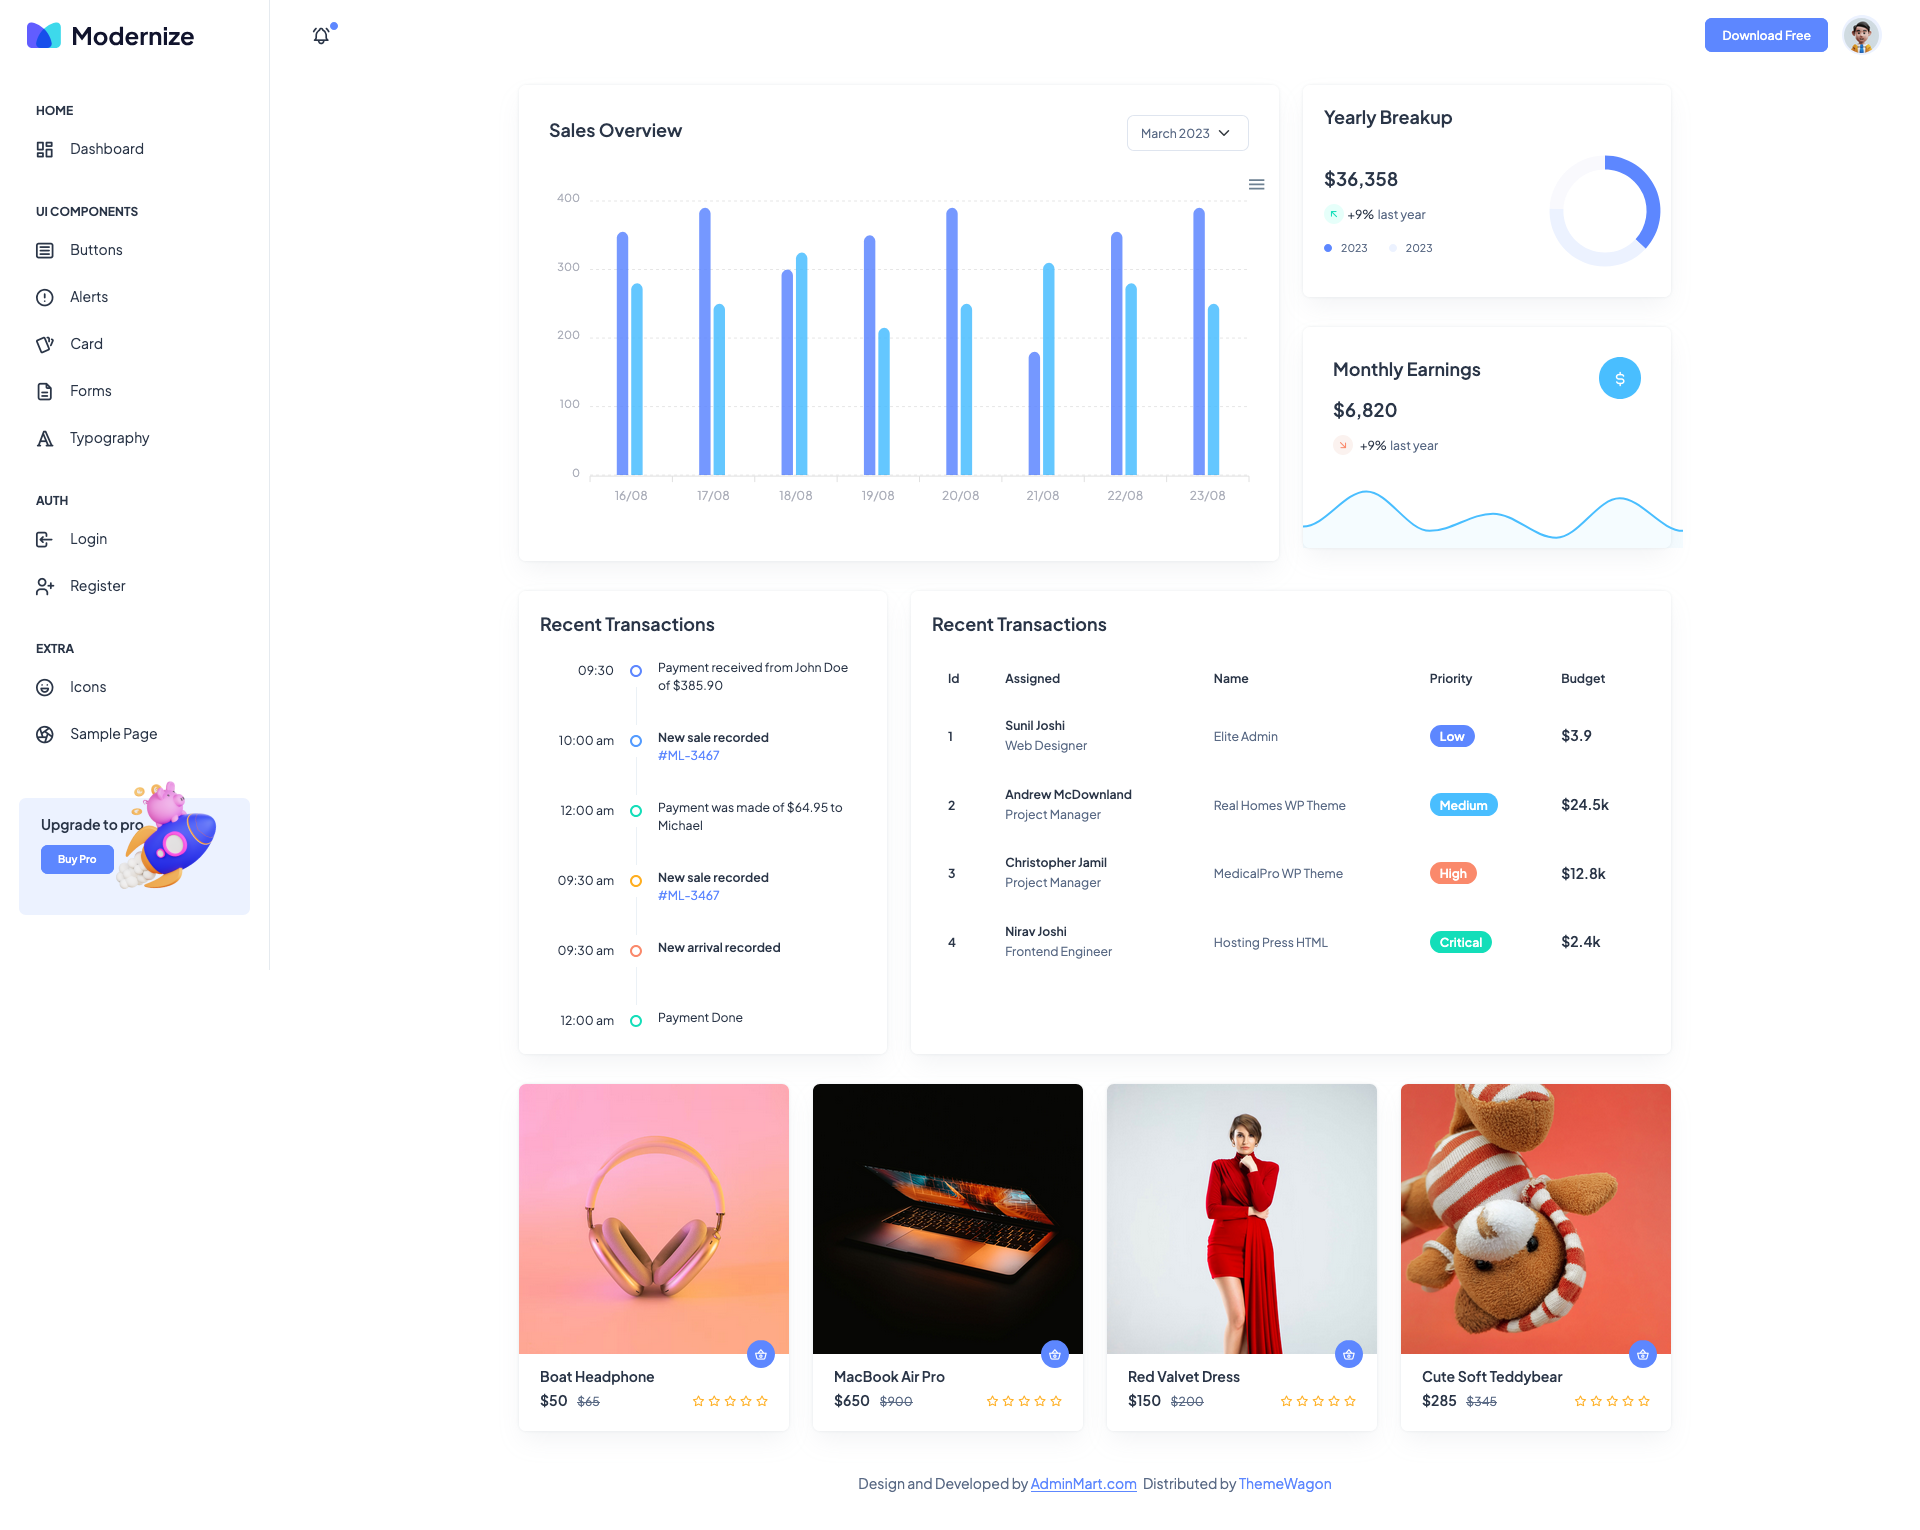 Modernize
Download Free
HOME
Dashboard
UI COMPONENTS
Buttons
Alerts
Card
Forms
Typography
AUTH
Login
Register
EXTRA
Icons
Sample Page
Upgrade to pro
Buy Pro
Sales Overview
March 2023
400
300
200
100
0
16/08 17/08 18/08 19/08 20/08 21/08 22/08 23/08
Yearly Breakup
$36,358
+9% last year
2023 2023
Monthly Earnings
$
$6,820
+9% last year
Recent Transactions
09:30 Payment received from John Doe
of $385.90
10:00 am New sale recorded
#ML-3467
12:00 am Payment was made of $64.95 to
Michael
09:30 am New sale recorded
#ML-3467
09:30 am New arrival recorded
12:00 am Payment Done
Recent Transactions
Id Assigned Name Priority Budget
1 Sunil Joshi
Web Designer Elite Admin Low $3.9
2 Andrew McDownland
Project Manager Real Homes WP Theme Medium $24.5k
3 Christopher Jamil
Project Manager MedicalPro WP Theme High $12.8k
4 Nirav Joshi
Frontend Engineer Hosting Press HTML Critical $2.4k
Boat Headphone
$50 $65
MacBook Air Pro
$650 $900
Red Valvet Dress
$150 $200
Cute Soft Teddybear
$285 $345
Design and Developed by AdminMart.com Distributed by ThemeWagon